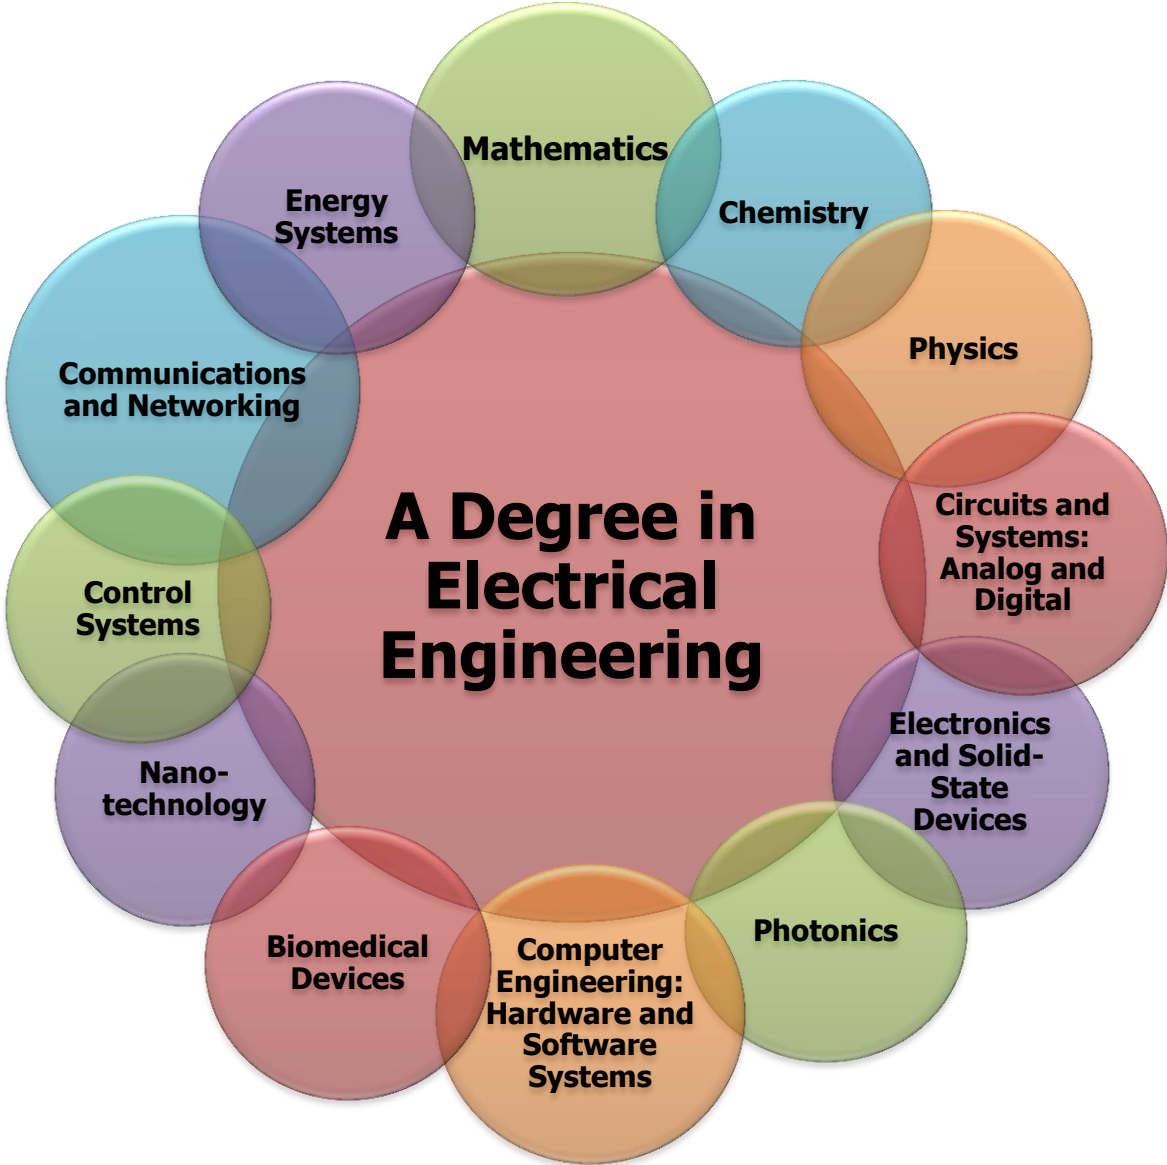 Mathematics
Chemistry
Physics
Circuits and
Systems:
Analog and
Digital
Electronics
and Solid-
State
Devices
Photonics
Computer
Engineering:
Hardware and
Software
Systems
Biomedical
Devices
Nano-
technology
Control
Systems
Communications
and Networking
Energy
Systems
A Degree in
Electrical
Engineering